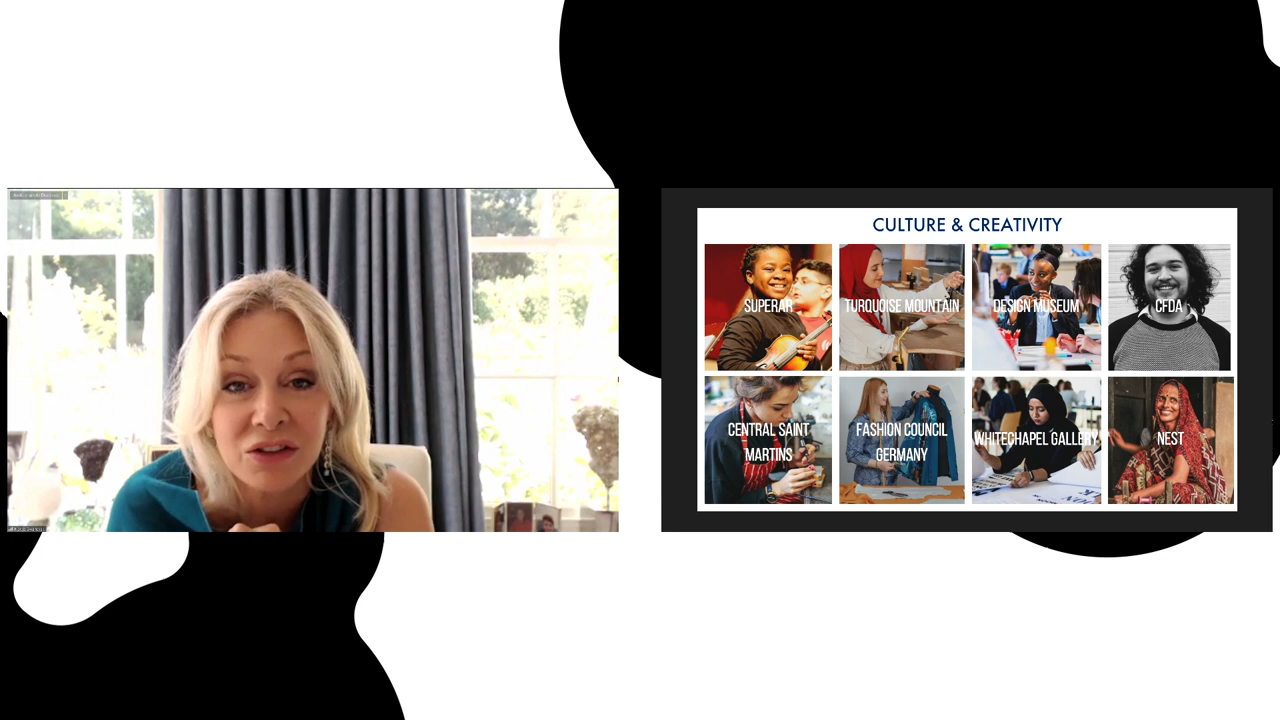 CULTURE & CREATIVITY
SUPERAR
TURQUOISE MOUNTAIN
DESIGN MUSEUM
CFDA
CENTRAL SAINT
MARTINS
FASHION COUNCIL
GERMANY
WHITECHAPEL GALLERY
NEST